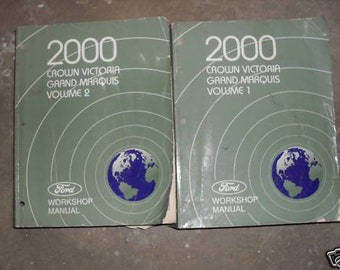 2000
CROWN VICTORIA
GRAND MARQUIS
VOLUME 2
Ford
WORKSHOP
MANUAL
2000
CROWN VICTORIA
GRAND MARQUIS
VOLUME 1
Ford
WORKSHOP
MANUAL